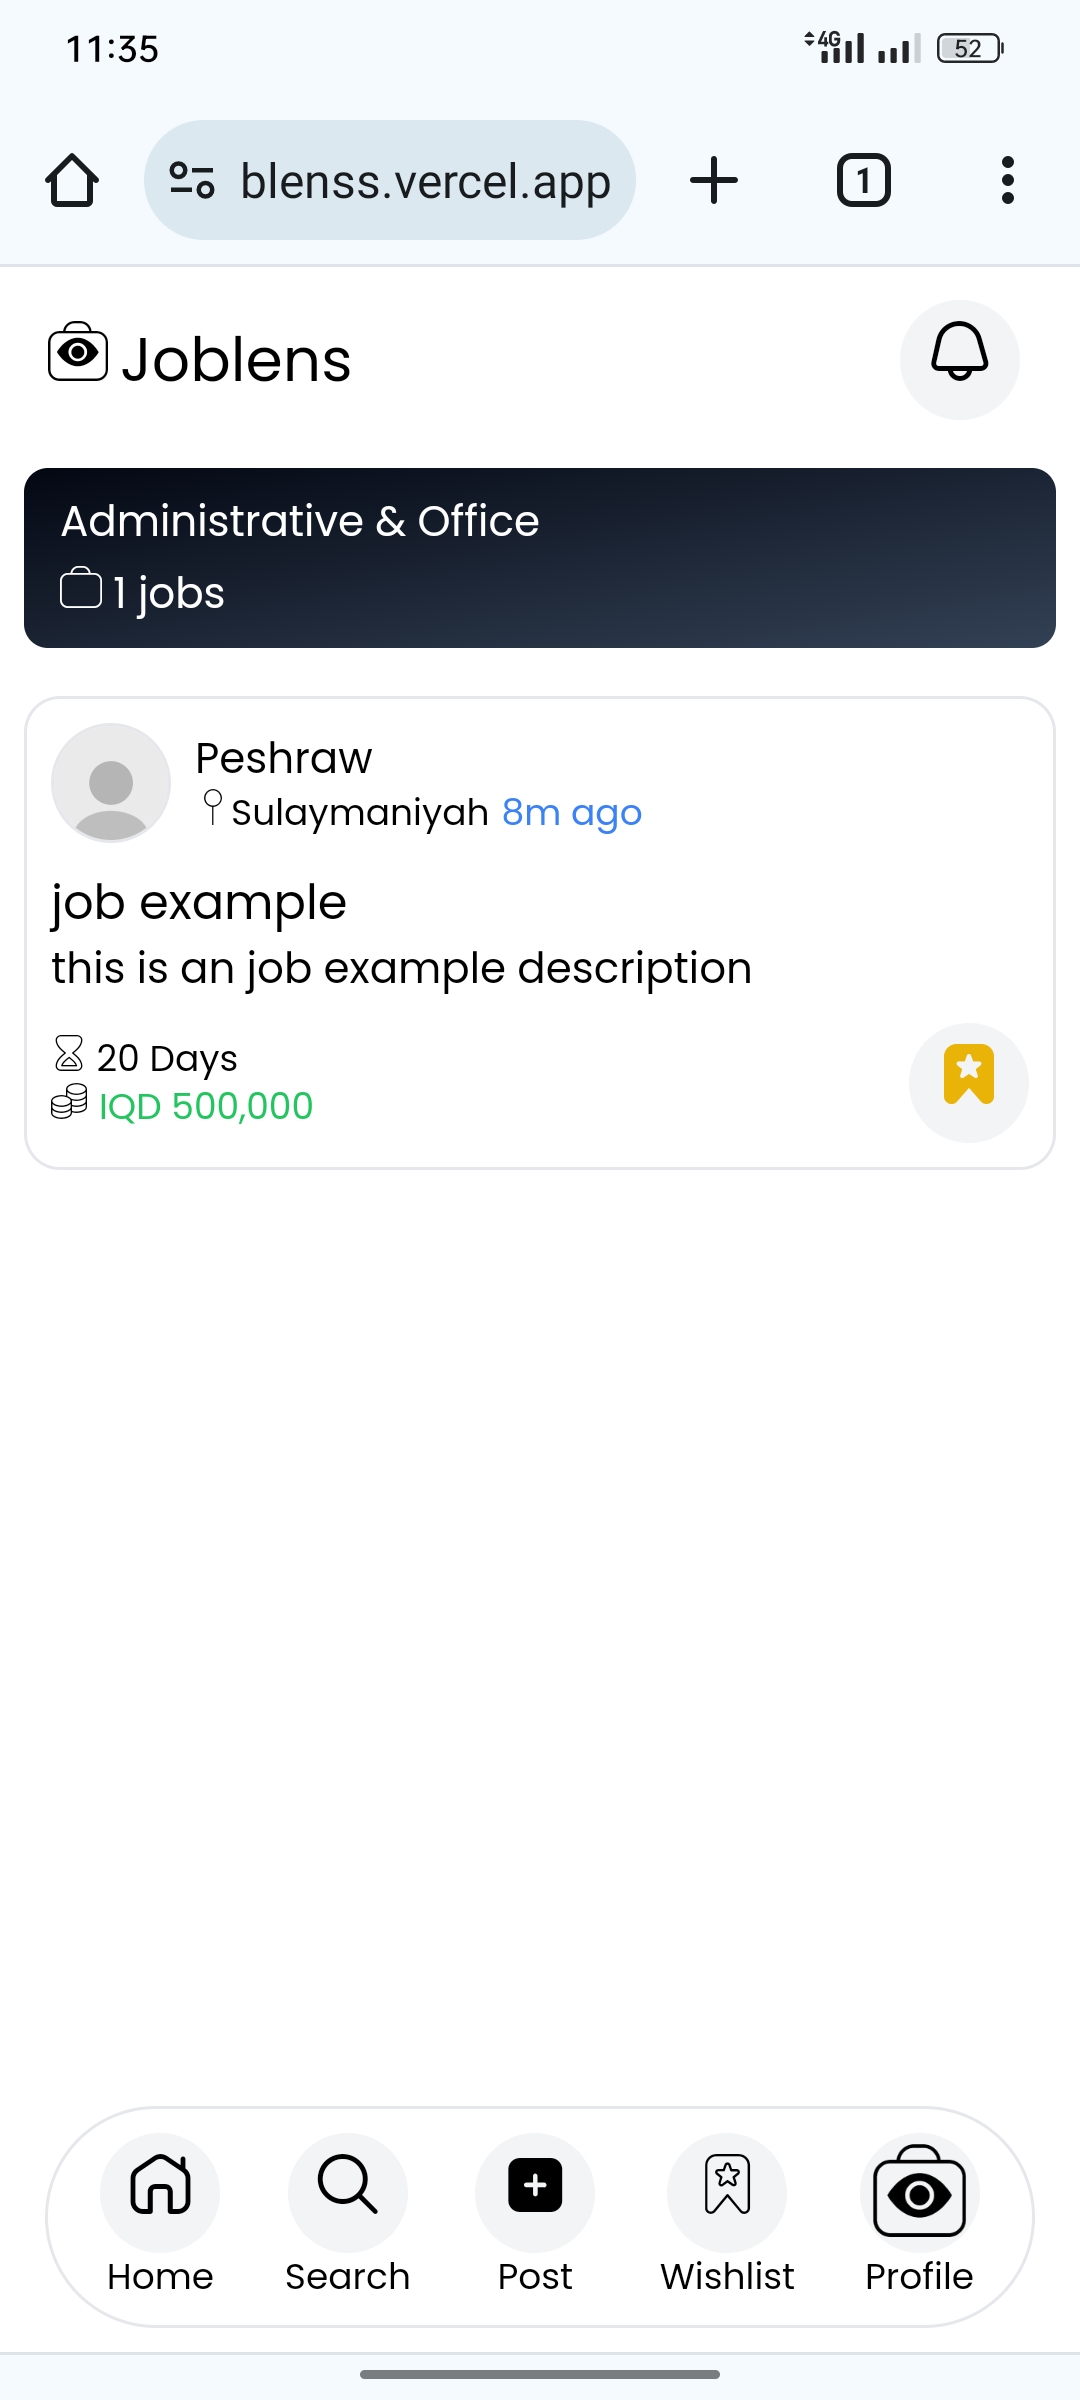 11:35
4G
52
blenss.vercel.app
1
Joblens
Administrative & Office
1 jobs
Peshraw
Sulaymaniyah 8m ago
job example
this is an job example description
20 Days
IQD 500,000
Home Search Post Wishlist Profile